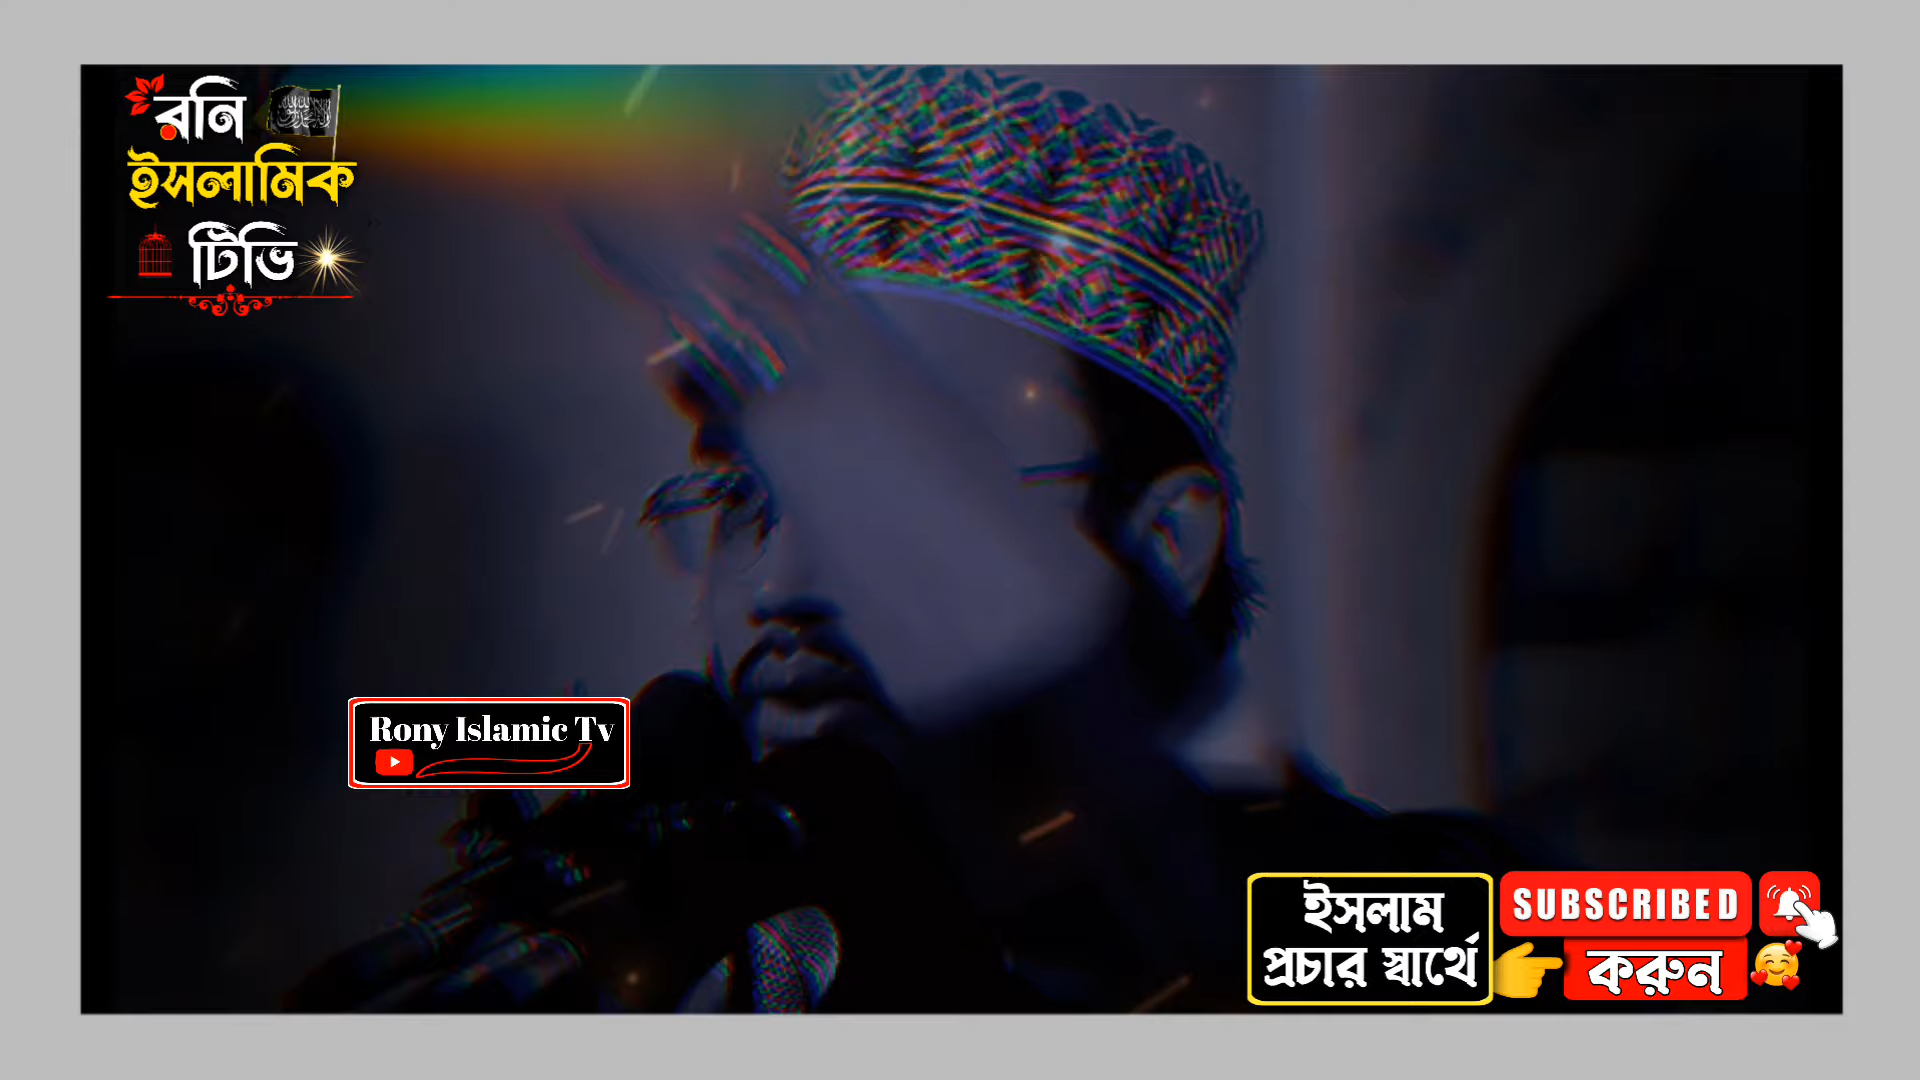 রনি
ইসলামিক
টিভি
Rony Islamic Tv
ইসলাম
প্রচার স্বার্থে
SUBSCRIBED
করুন